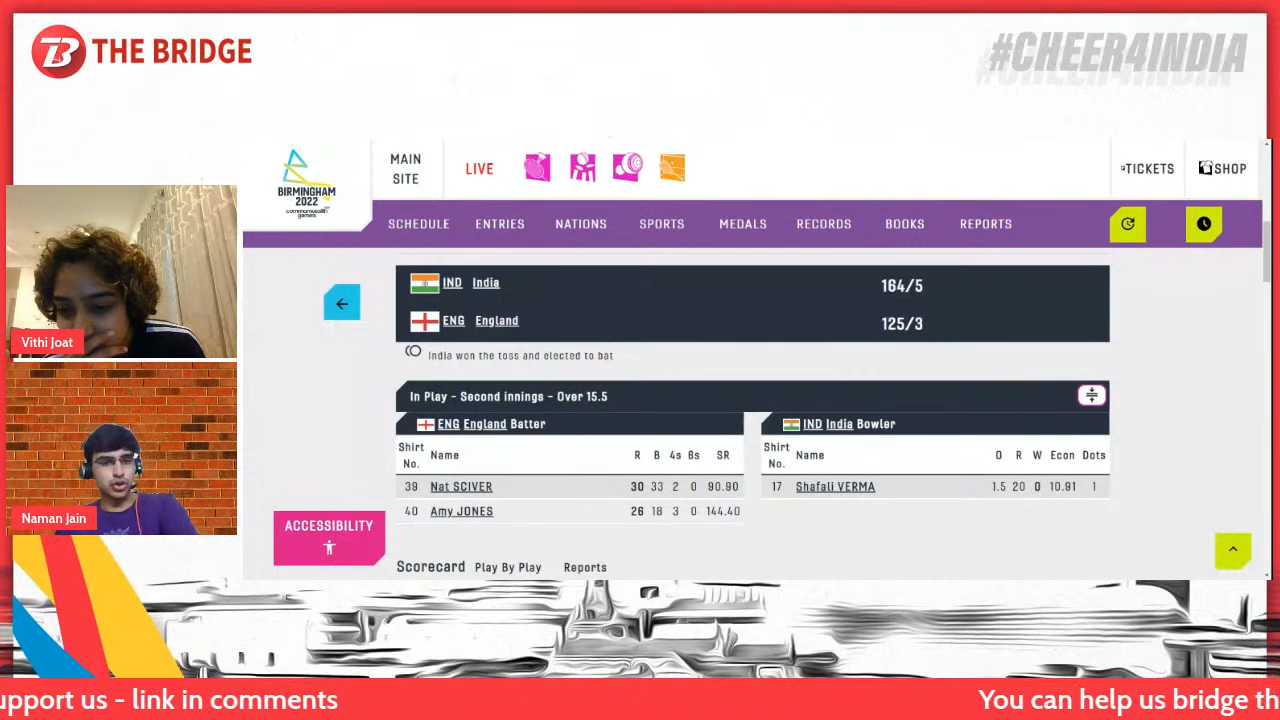 THE BRIDGE
#CHEER4INDIA
BIRMINGHAM
2022
commonwealth
games
MAIN
SITE
LIVE
TICKETS
SHOP
SCHEDULE ENTRIES NATIONS SPORTS MEDALS RECORDS BOOKS REPORTS
IND India 164/5
ENG England 125/3
India won the toss and elected to bat
In Play - Second innings - Over 15.5
ENG England Batter
Shirt No. Name R B 4s 6s SR
39 Nat SCIVER 30 33 2 0 90.90
40 Amy JONES 26 18 3 0 144.40
IND India Bowler
Shirt No. Name O R W Econ Dots
17 Shafali VERMA 1.5 20 0 10.91 1
Scorecard Play By Play Reports
ACCESSIBILITY
Vithi Joat
Naman Jain
upport us - link in comments
You can help us bridge th